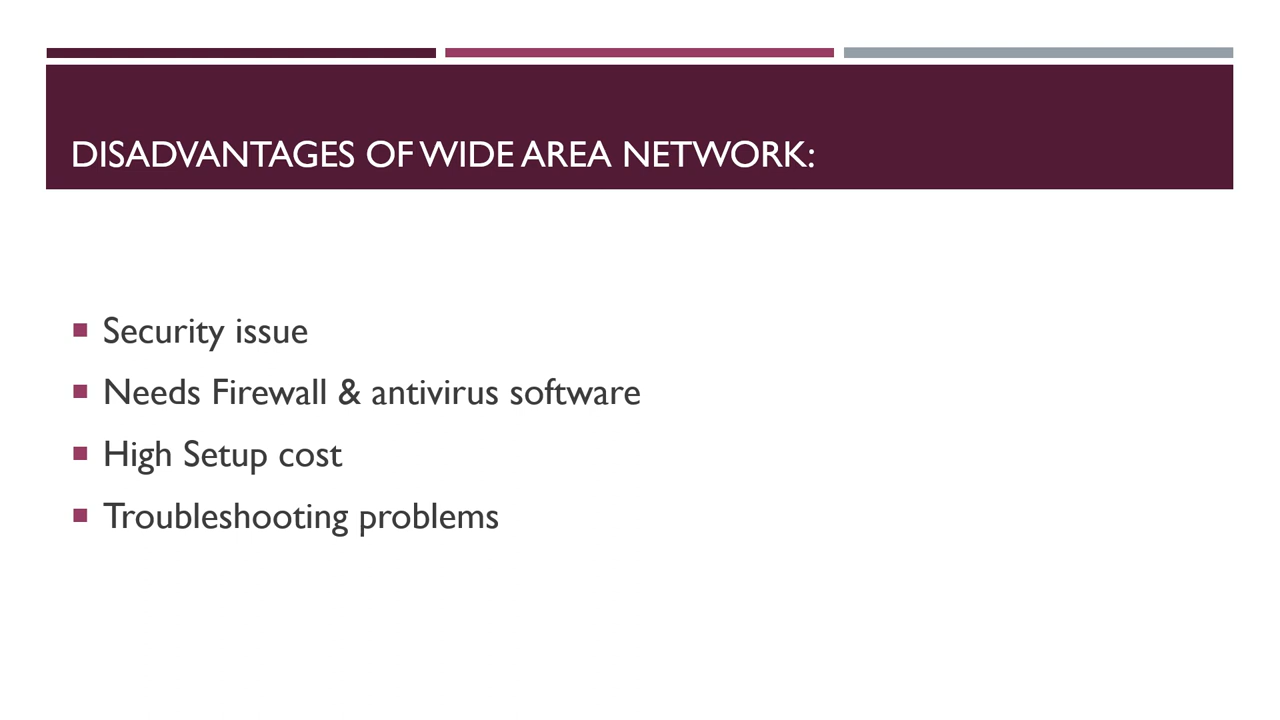 DISADVANTAGES OF WIDE AREA NETWORK:
Security issue
Needs Firewall & antivirus software
High Setup cost
Troubleshooting problems